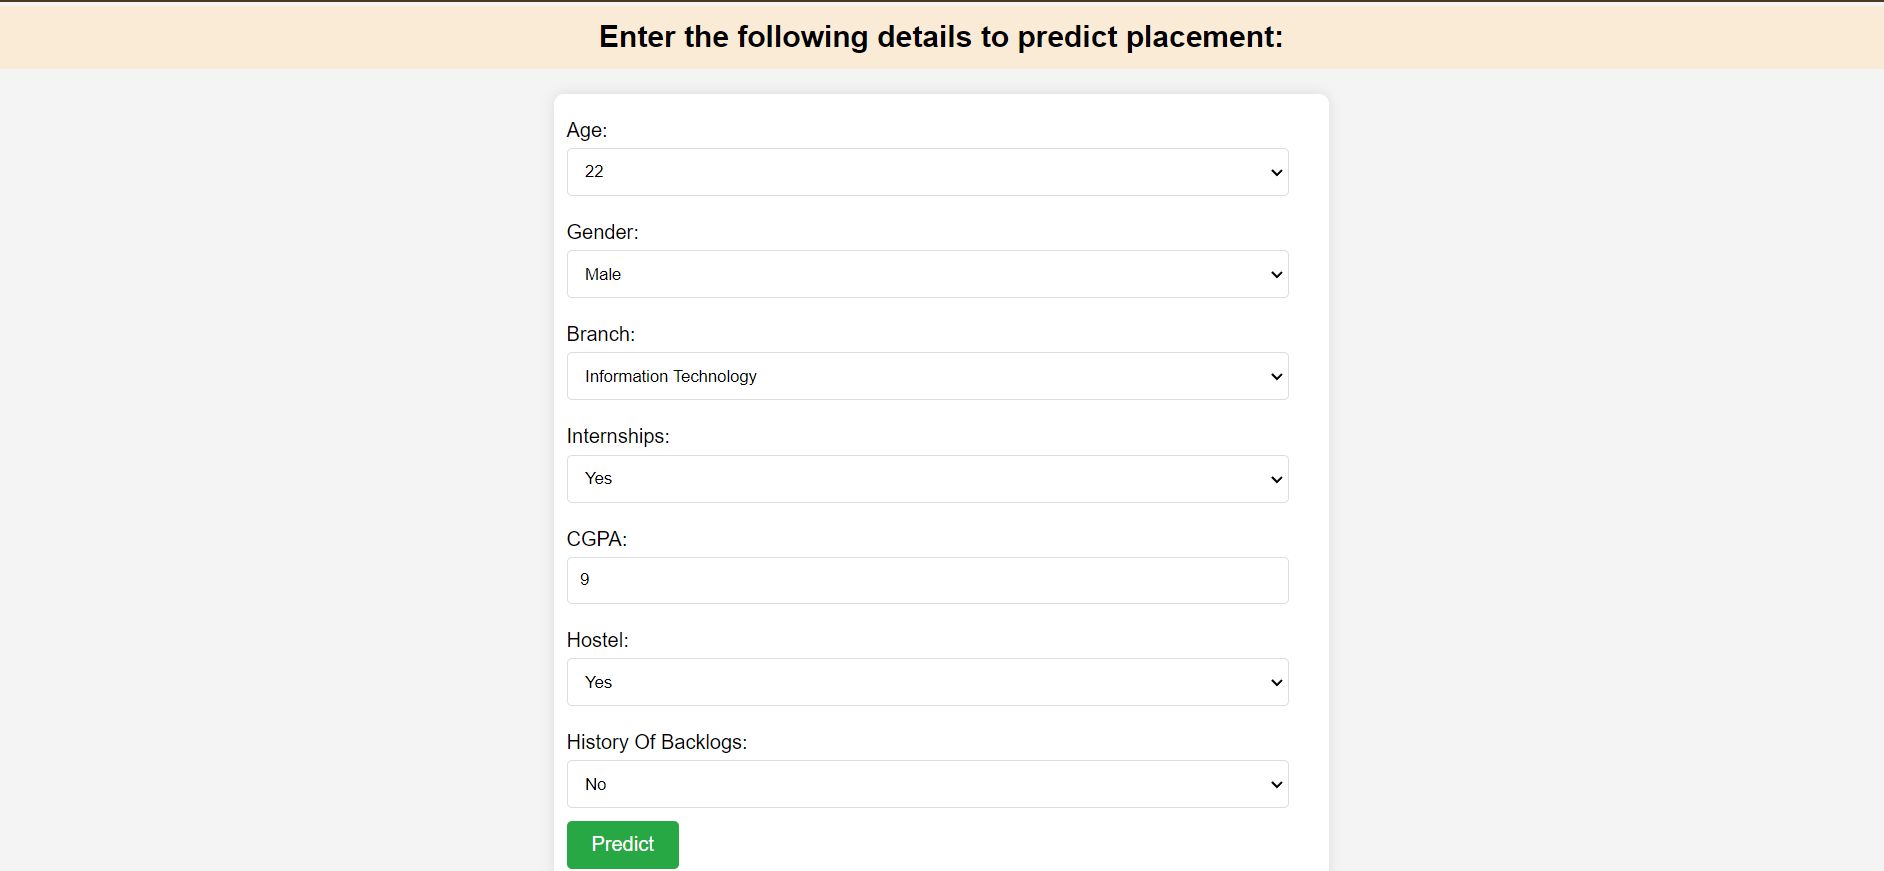 Enter the following details to predict placement:
Age:
22
Gender:
Male
Branch:
Information Technology
Internships:
Yes
CGPA:
9
Hostel:
Yes
History Of Backlogs:
No
Predict